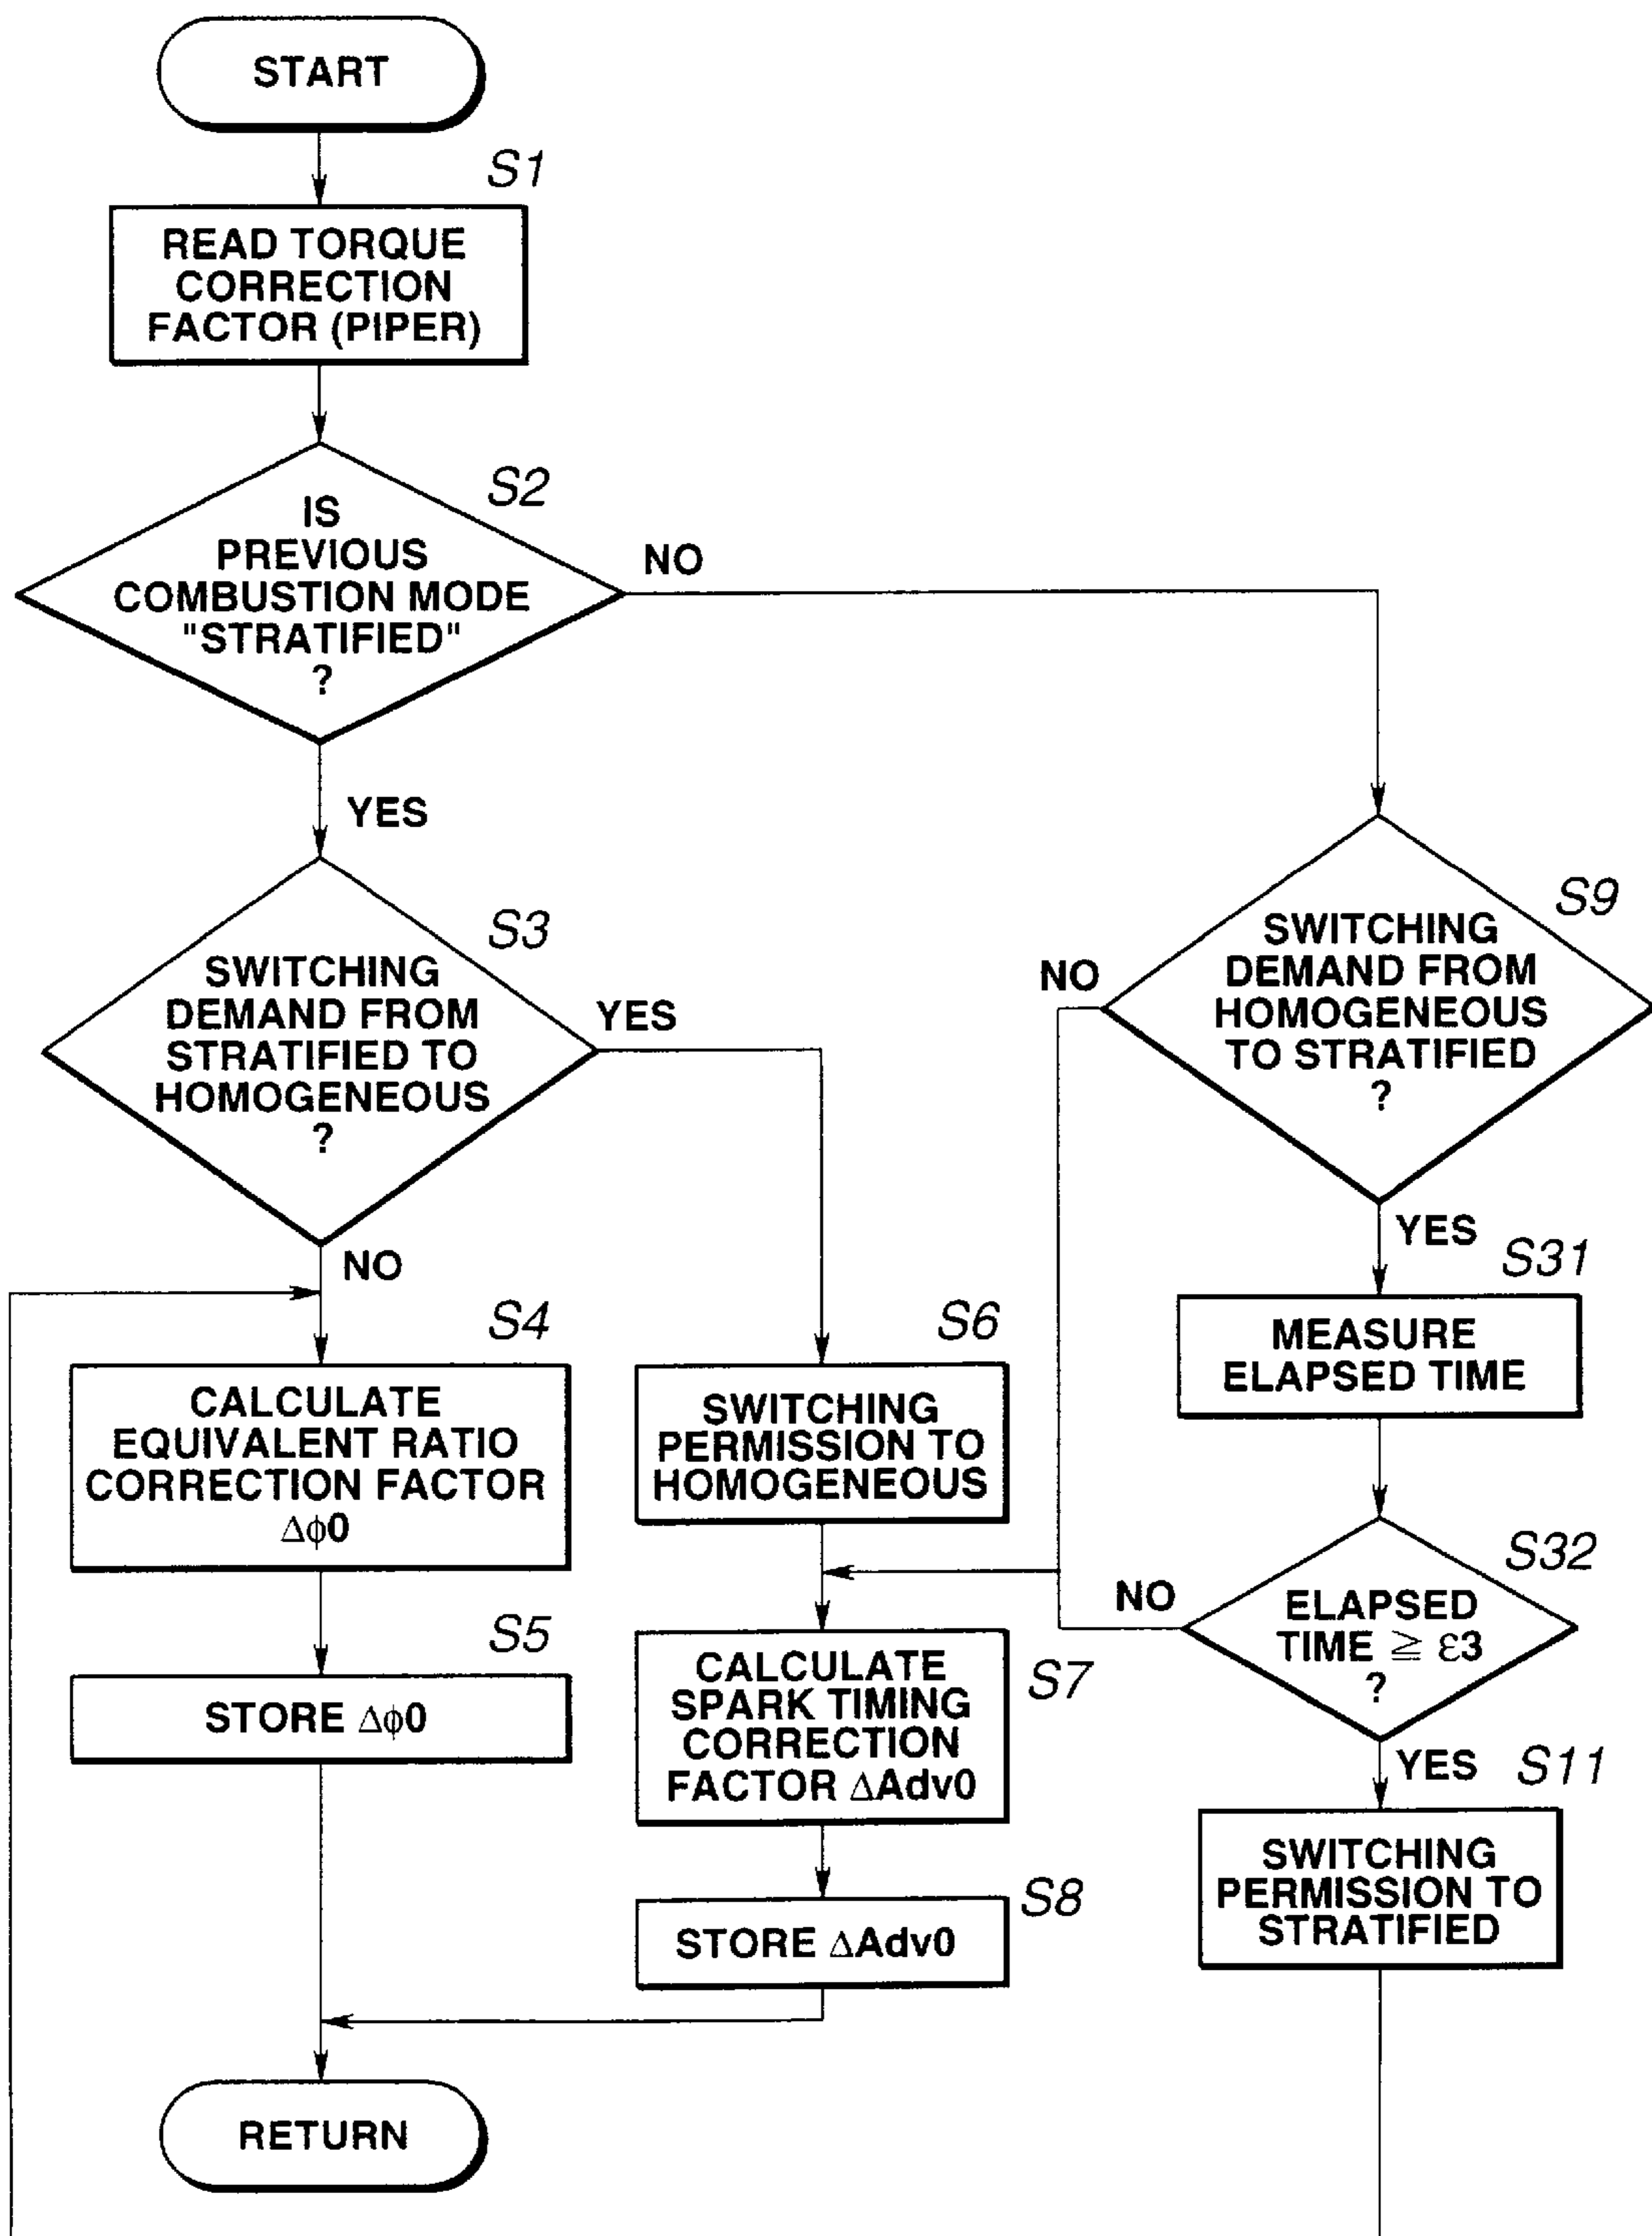 START
S1
READ TORQUE
CORRECTION
FACTOR (PIPER)
S2
IS
PREVIOUS
COMBUSTION MODE
"STRATIFIED"
?
NO
YES
S3
SWITCHING
DEMAND FROM
STRATIFIED TO
HOMOGENEOUS
?
YES
NO
S9
SWITCHING
DEMAND FROM
HOMOGENEOUS
TO STRATIFIED
?
NO
YES
S31
MEASURE
ELAPSED TIME
S4
CALCULATE
EQUIVALENT RATIO
CORRECTION FACTOR
Δϕ0
S6
SWITCHING
PERMISSION TO
HOMOGENEOUS
S32
ELAPSED
TIME ≧ ε3
?
NO
YES
S5
STORE Δϕ0
S7
CALCULATE
SPARK TIMING
CORRECTION
FACTOR ΔAdv0
S11
SWITCHING
PERMISSION TO
STRATIFIED
S8
STORE ΔAdv0
RETURN